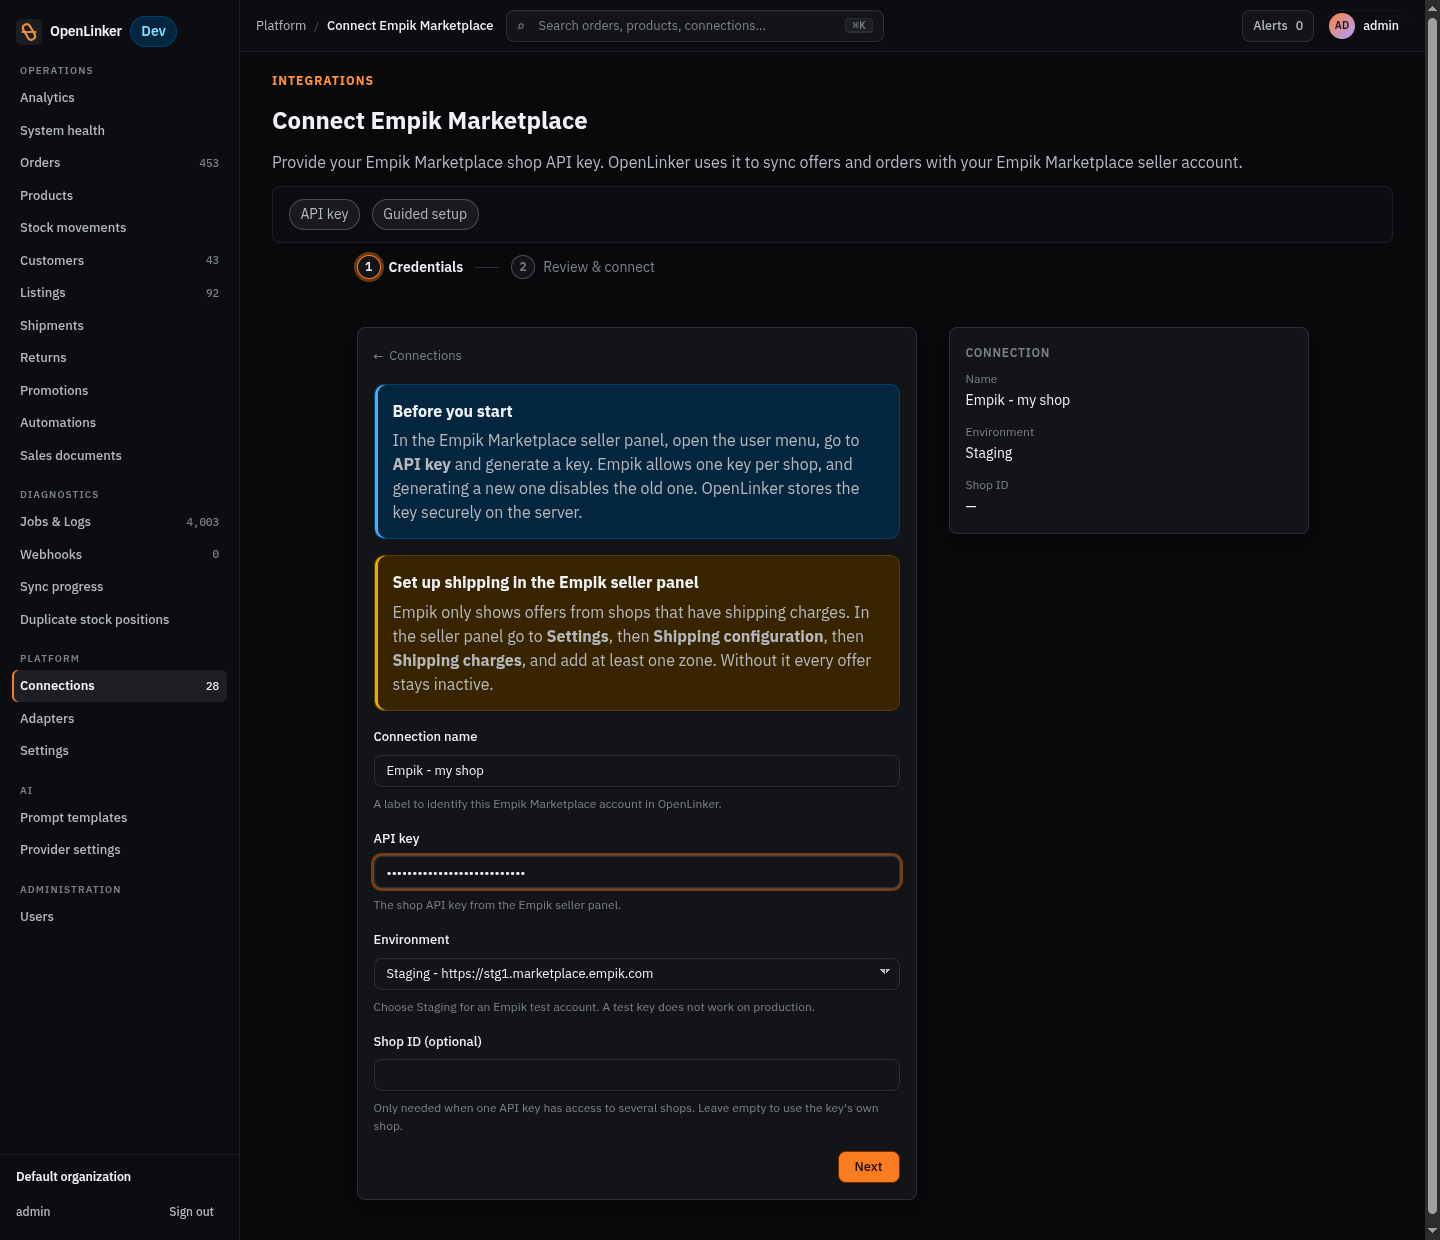 OpenLinker Dev
OPERATIONS
Analytics
System health
Orders 453
Products
Stock movements
Customers 43
Listings 92
Shipments
Returns
Promotions
Automations
Sales documents
DIAGNOSTICS
Jobs & Logs 4,003
Webhooks 0
Sync progress
Duplicate stock positions
PLATFORM
Connections 28
Adapters
Settings
AI
Prompt templates
Provider settings
ADMINISTRATION
Users
Default organization
admin Sign out
Platform / Connect Empik Marketplace
Search orders, products, connections... ⌘K
Alerts 0
AD admin
INTEGRATIONS
Connect Empik Marketplace
Provide your Empik Marketplace shop API key. OpenLinker uses it to sync offers and orders with your Empik Marketplace seller account.
API key Guided setup
1 Credentials 2 Review & connect
← Connections
Before you start
In the Empik Marketplace seller panel, open the user menu, go to
API key and generate a key. Empik allows one key per shop, and
generating a new one disables the old one. OpenLinker stores the
key securely on the server.
Set up shipping in the Empik seller panel
Empik only shows offers from shops that have shipping charges. In
the seller panel go to Settings, then Shipping configuration, then
Shipping charges, and add at least one zone. Without it every offer
stays inactive.
Connection name
Empik - my shop
A label to identify this Empik Marketplace account in OpenLinker.
API key
•••••••••••••••••••••••••••
The shop API key from the Empik seller panel.
Environment
Staging - https://stg1.marketplace.empik.com
Choose Staging for an Empik test account. A test key does not work on production.
Shop ID (optional)
Only needed when one API key has access to several shops. Leave empty to use the key's own
shop.
Next
CONNECTION
Name
Empik - my shop
Environment
Staging
Shop ID
—